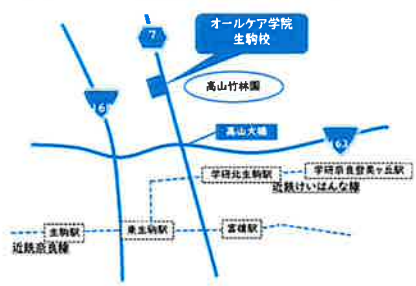 オールケア学院
生駒校
7
高山竹林園
168
高山大橋
163
学研北生駒駅
学研奈良登美ヶ丘駅
近鉄けいはんな線
生駒駅
東生駒駅
富雄駅
近鉄奈良線